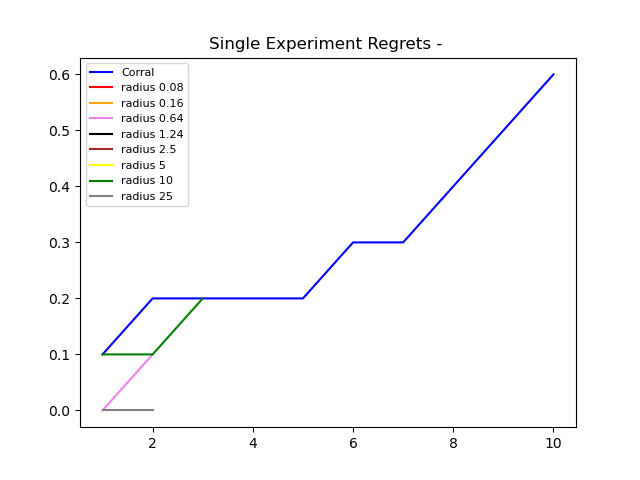 Single Experiment Regrets -
Corral
radius 0.08
radius 0.16
radius 0.64
radius 1.24
radius 2.5
radius 5
radius 10
radius 25
0.6
0.5
0.4
0.3
0.2
0.1
0.0
2 4 6 8 10